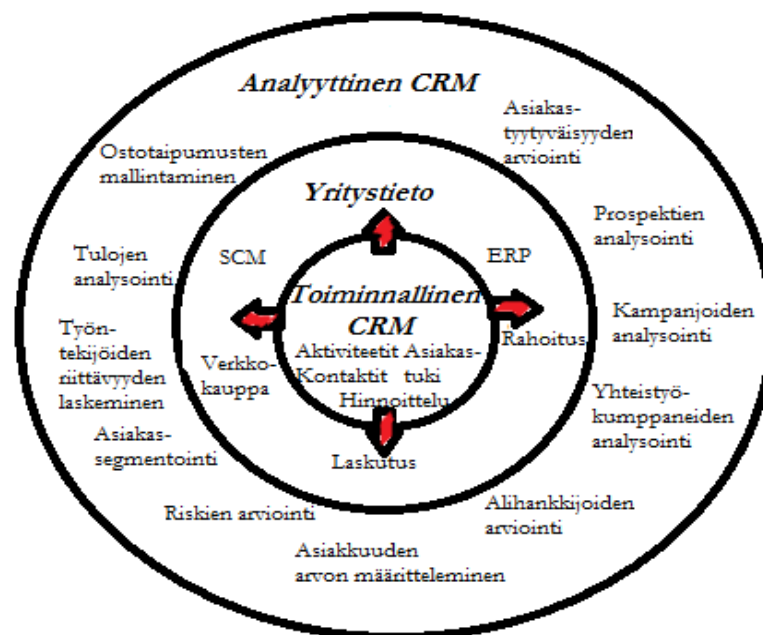 Analyyttinen CRM
Asiakas-
tyytyväisyyden
arviointi
Ostotaipumusten
mallintaminen
Yritystieto
Prospektien
analysointi
Tulojen
analysointi
SCM
ERP
Toiminnallinen
CRM
Kampanjoiden
analysointi
Työn-
tekijöiden
riittävyyden
laskeminen
Verkko-
kauppa
Rahoitus
Aktiviteetit Asiakas-
Kontaktit tuki
Hinnoittelu
Yhteistyö-
kumppaneiden
analysointi
Asiakas-
segmentointi
Laskutus
Riskien arviointi
Alihankkijoiden
arviointi
Asiakkuuden
arvon määritteleminen